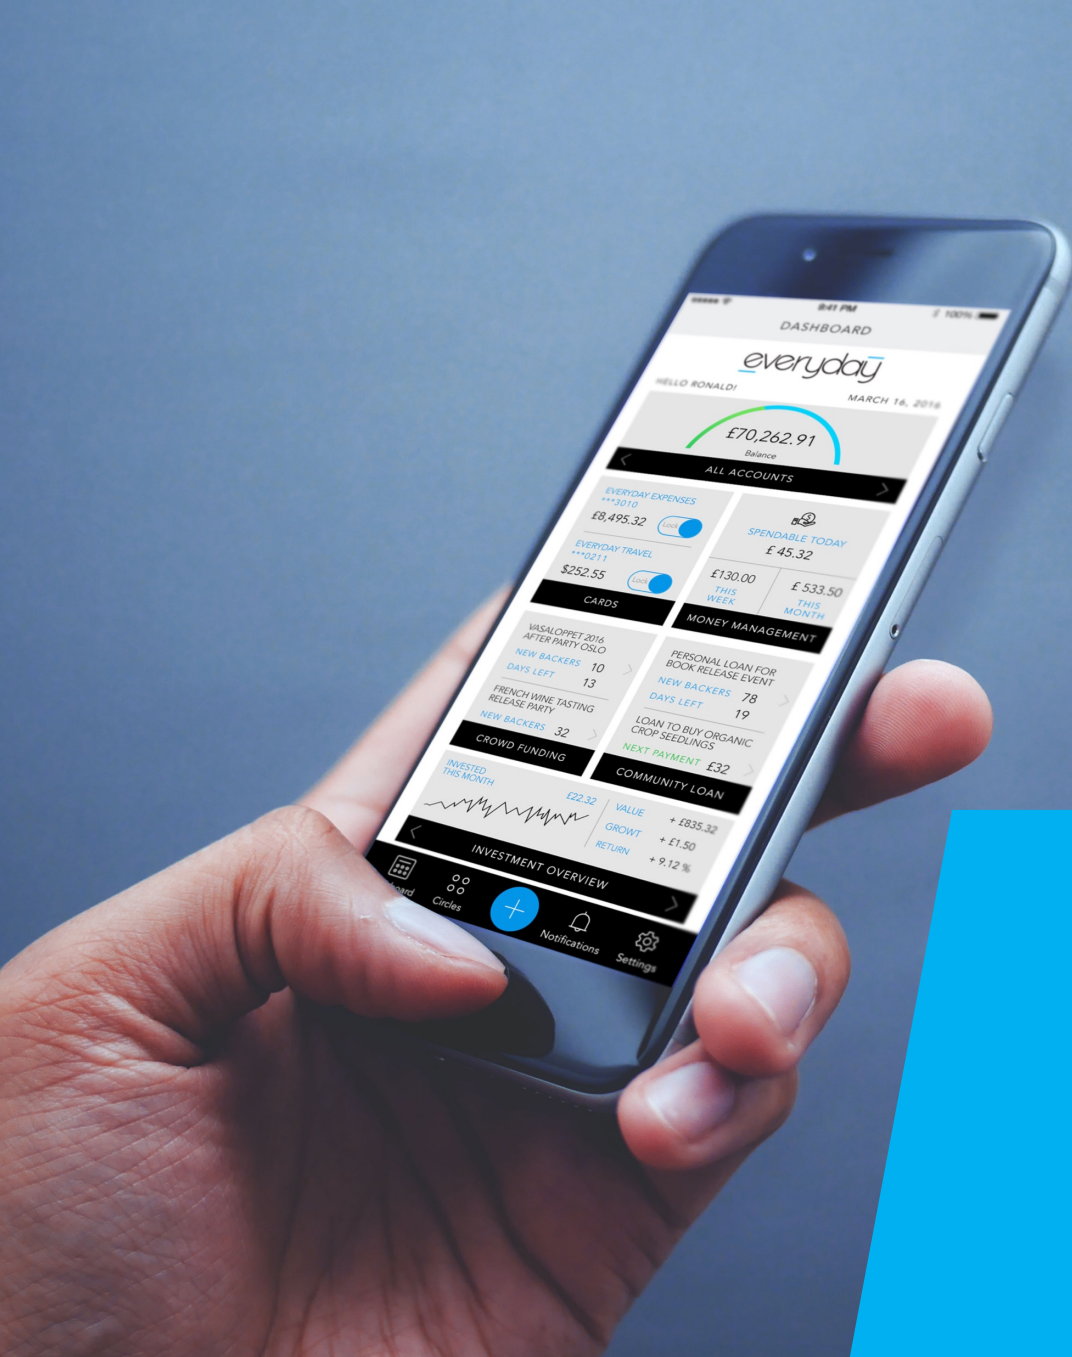 9:41 PM
100%
DASHBOARD
everyday
HELLO RONALD!
MARCH 16, 2016
£70,262.91
Balance
ALL ACCOUNTS
EVERYDAY EXPENSES
***3010
£8,495.32
Lock
EVERYDAY TRAVEL
***0211
$252.55
Lock
CARDS
SPENDABLE TODAY
£ 45.32
£130.00
THIS
WEEK
£ 533.50
THIS
MONTH
MONEY MANAGEMENT
VASALOPPET 2016
AFTER PARTY OSLO
NEW BACKERS 10
DAYS LEFT 13
FRENCH WINE TASTING
RELEASE PARTY
NEW BACKERS 32
CROWD FUNDING
PERSONAL LOAN FOR
BOOK RELEASE EVENT
NEW BACKERS 78
DAYS LEFT 19
LOAN TO BUY ORGANIC
CROP SEEDLINGS
NEXT PAYMENT £32
COMMUNITY LOAN
INVESTED
THIS MONTH
£22.32
VALUE + £835.32
GROWT + £1.50
RETURN + 9.12 %
INVESTMENT OVERVIEW
board
Circles
Notifications
Settings